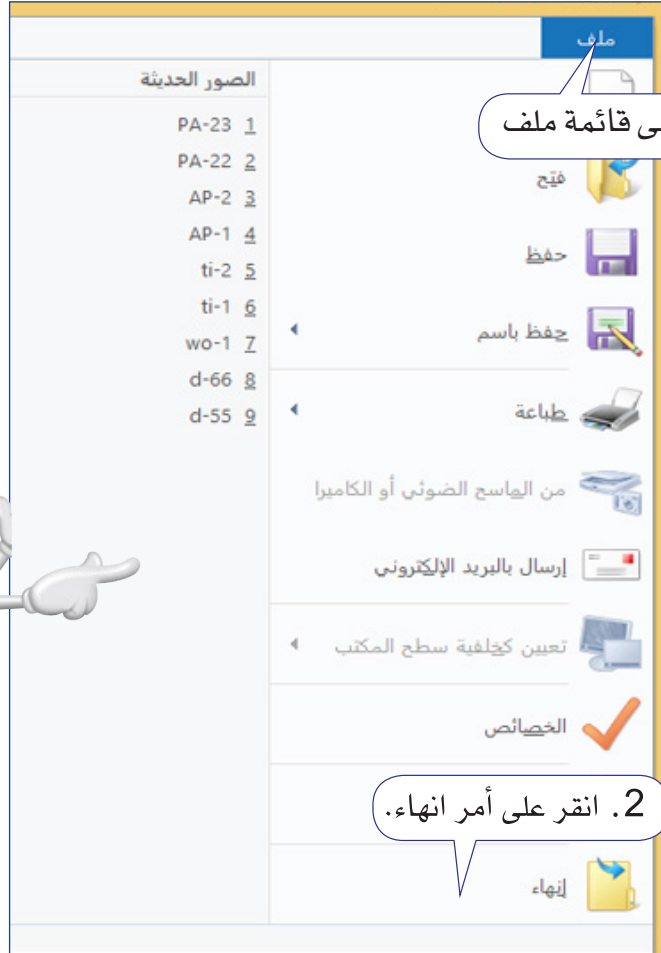 ملف
ى قائمة ملف
فتح
حفظ
حفظ باسم
طباعة
من الماسح الضوئي أو الكاميرا
إرسال بالبريد الإلكتروني
تعيين كخلفية سطح المكتب
الخصائص
2. انقر على أمر انهاء.
إنهاء
الصور الحديثة
1 PA-23
2 PA-22
3 AP-2
4 AP-1
5 ti-2
6 ti-1
7 wo-1
8 d-66
9 d-55